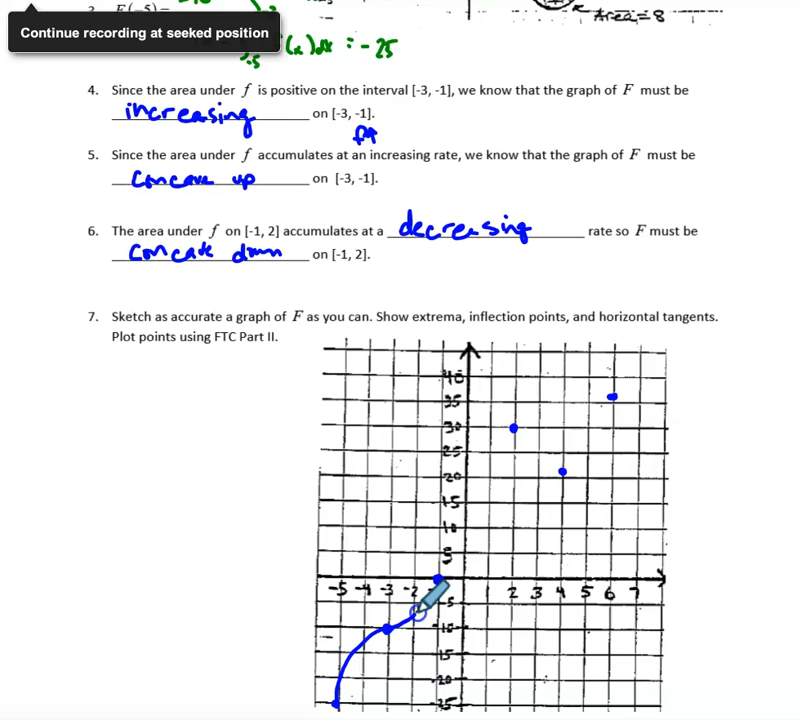 F(-5)=
Area=8
Continue recording at seeked position
(x)dx = -25
-5
4. Since the area under f is positive on the interval [-3, -1], we know that the graph of F must be
increasing on [-3, -1].
5. Since the area under f accumulates at an increasing rate, we know that the graph of F must be
concave up on [-3, -1].
6. The area under f on [-1, 2] accumulates at a decreasing rate so F must be
concave down on [-1, 2].
7. Sketch as accurate a graph of F as you can. Show extrema, inflection points, and horizontal tangents.
Plot points using FTC Part II.
40
35
30
25
20
15
10
5
-5 -4 -3 -2 2 3 4 5 6 7
-5
-10
-15
-20
-25